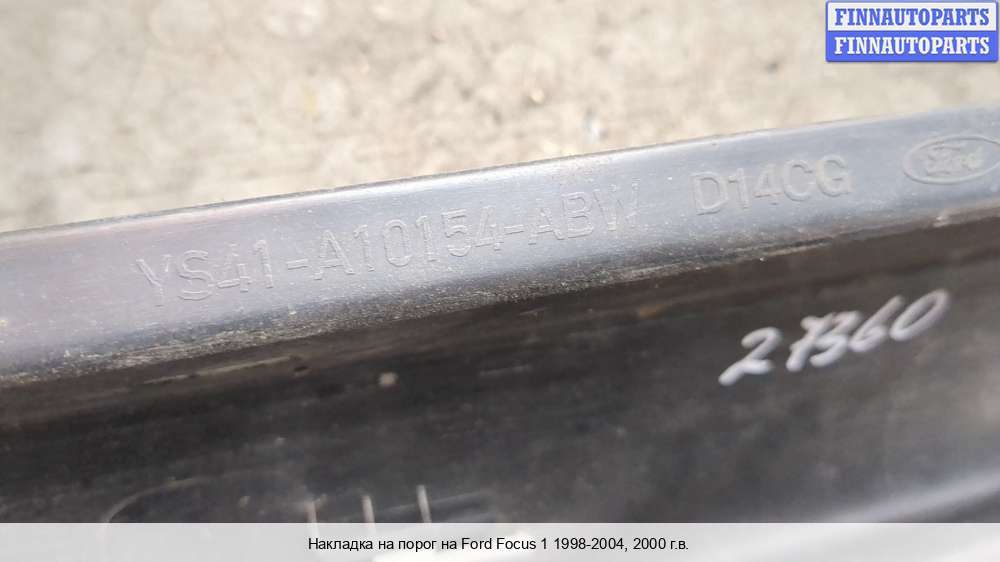 FINNAUTOPARTS
FINNAUTOPARTS
YS41-A10154-ABW D14CG Ford
27360
Накладка на порог на Ford Focus 1 1998-2004, 2000 г.в.